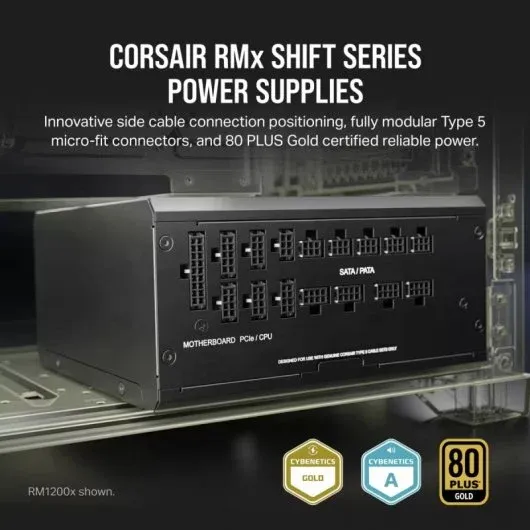 CORSAIR RMx SHIFT SERIES
POWER SUPPLIES
Innovative side cable connection positioning, fully modular Type 5
micro-fit connectors, and 80 PLUS Gold certified reliable power.
SATA / PATA
MOTHERBOARD PCIe / CPU
DESIGNED FOR USE WITH GENUINE CORSAIR TYPE 5 CABLE SETS ONLY
CYBENETICS
GOLD
CYBENETICS
A
80
PLUS
GOLD
RM1200x shown.